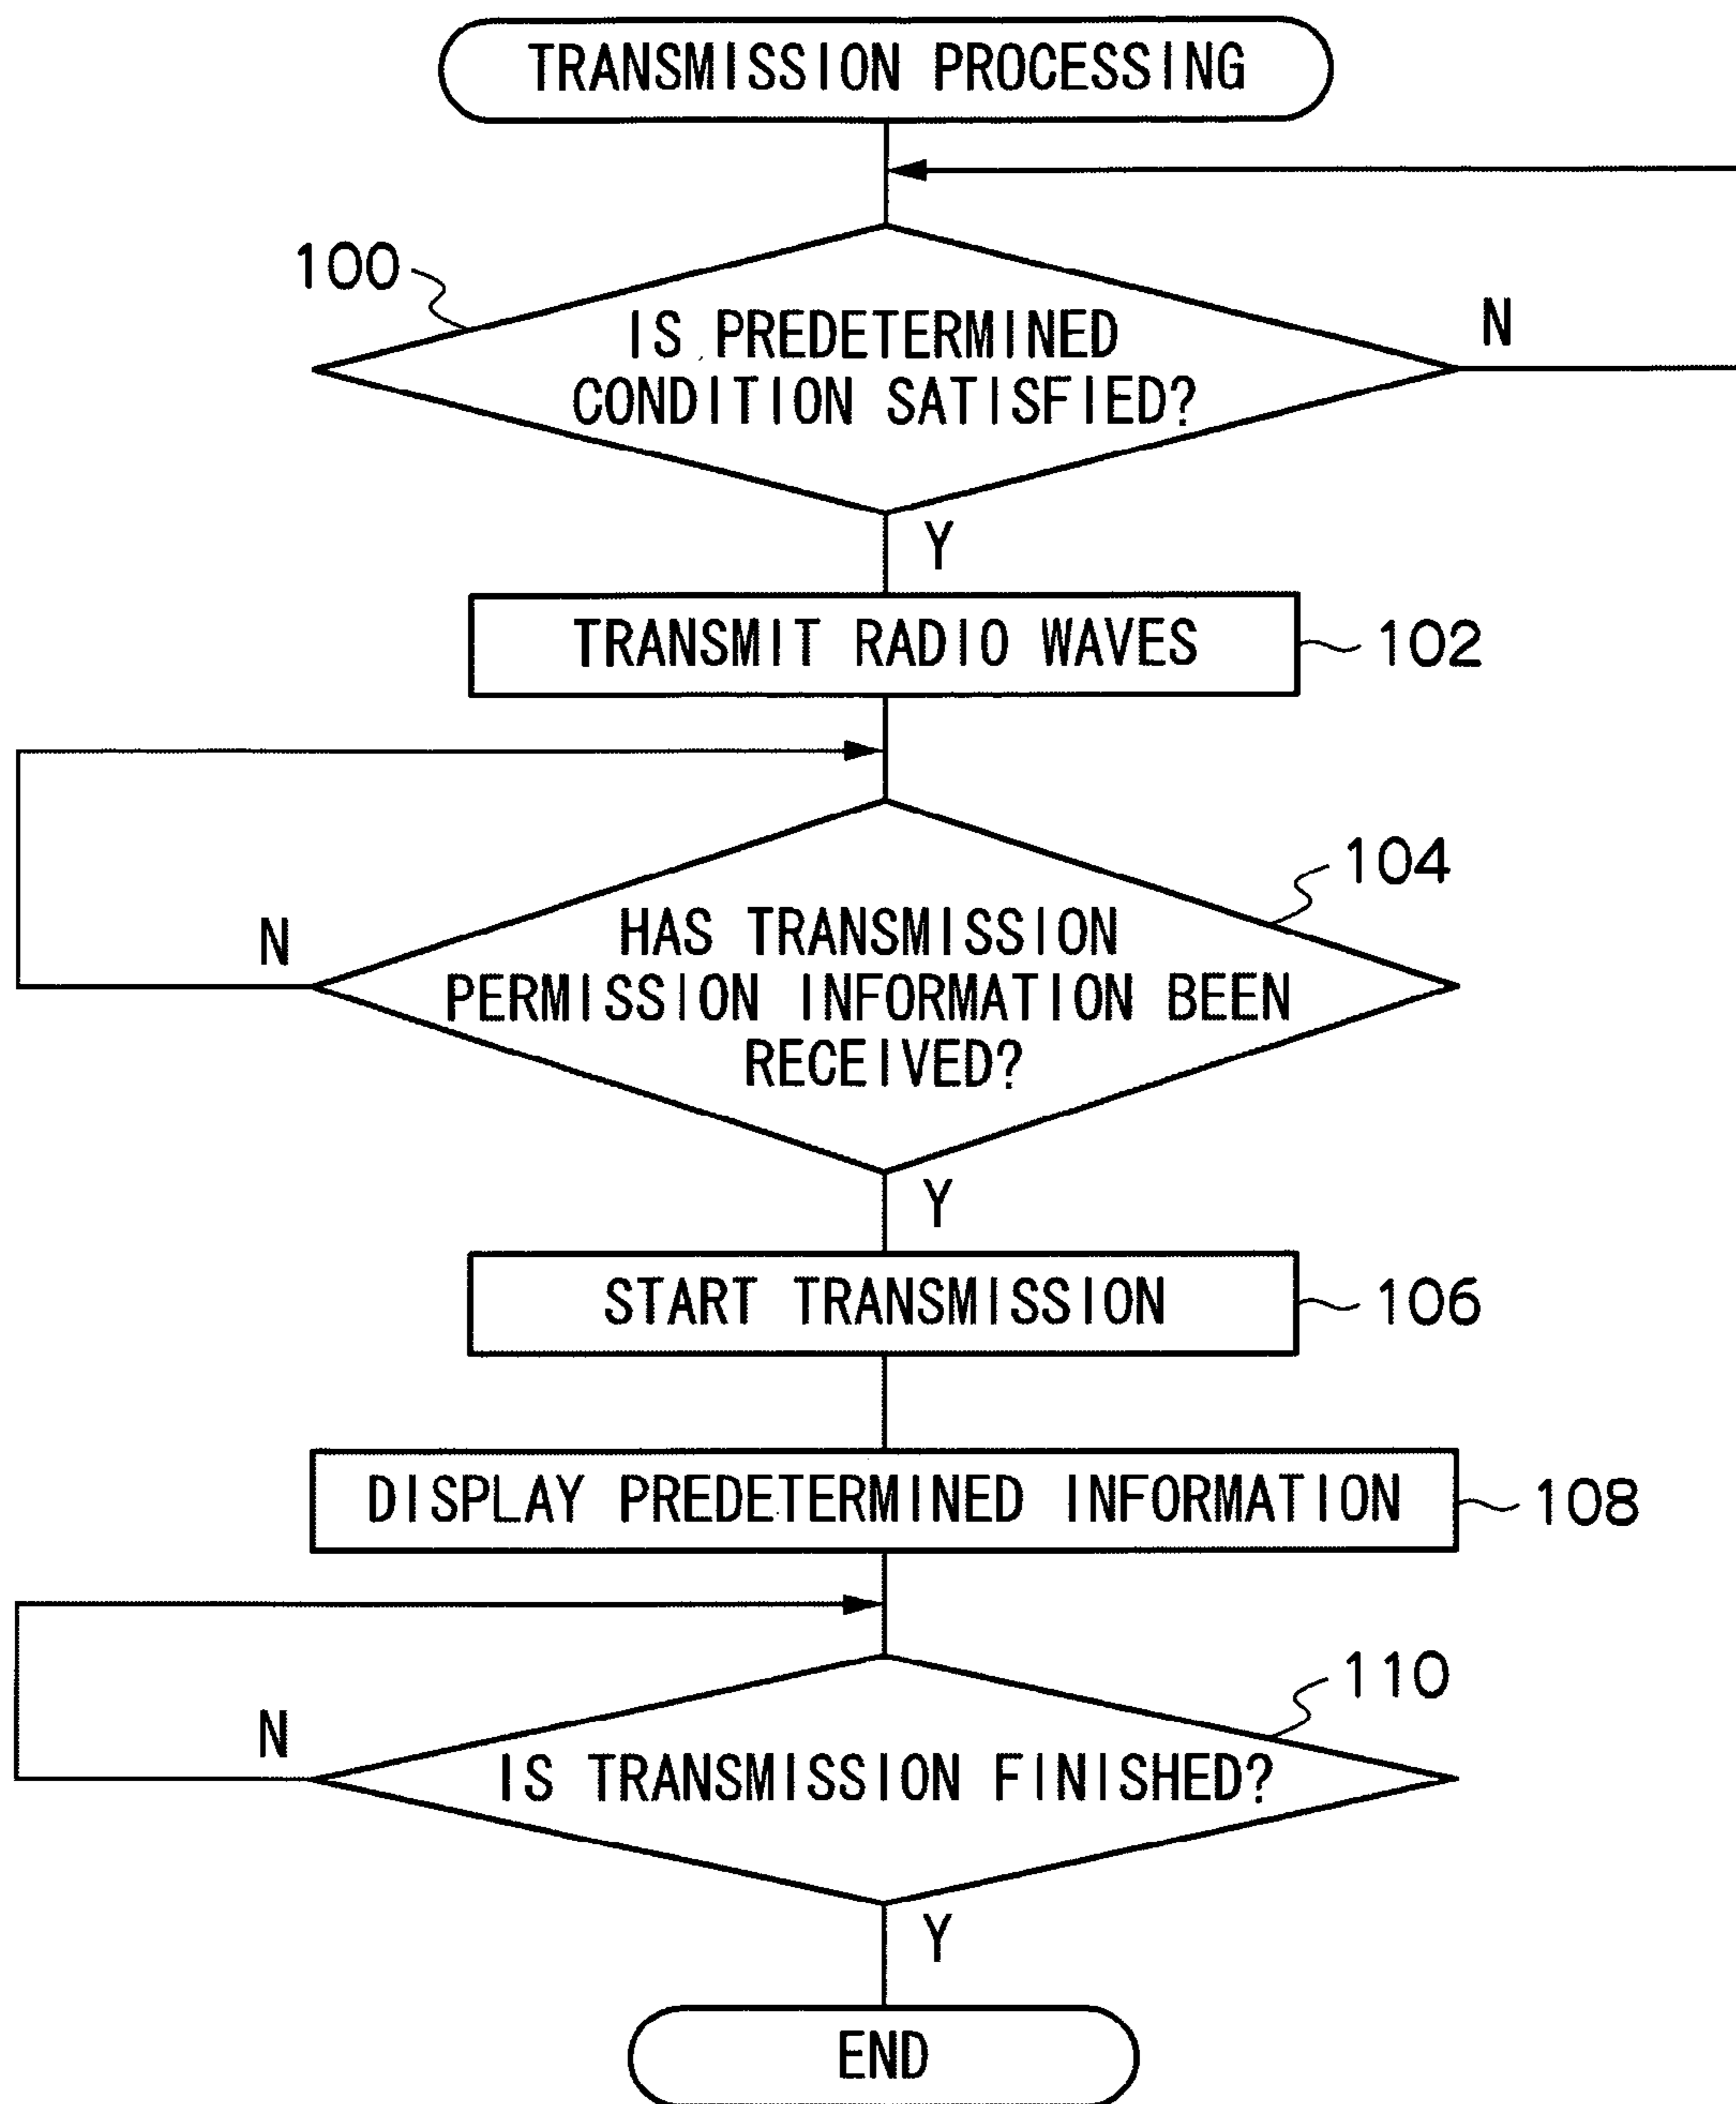 TRANSMISSION PROCESSING
100
IS PREDETERMINED
CONDITION SATISFIED?
N
Y
TRANSMIT RADIO WAVES
102
104
HAS TRANSMISSION
PERMISSION INFORMATION BEEN
RECEIVED?
N
Y
START TRANSMISSION
106
DISPLAY PREDETERMINED INFORMATION
108
110
N
IS TRANSMISSION FINISHED?
Y
END